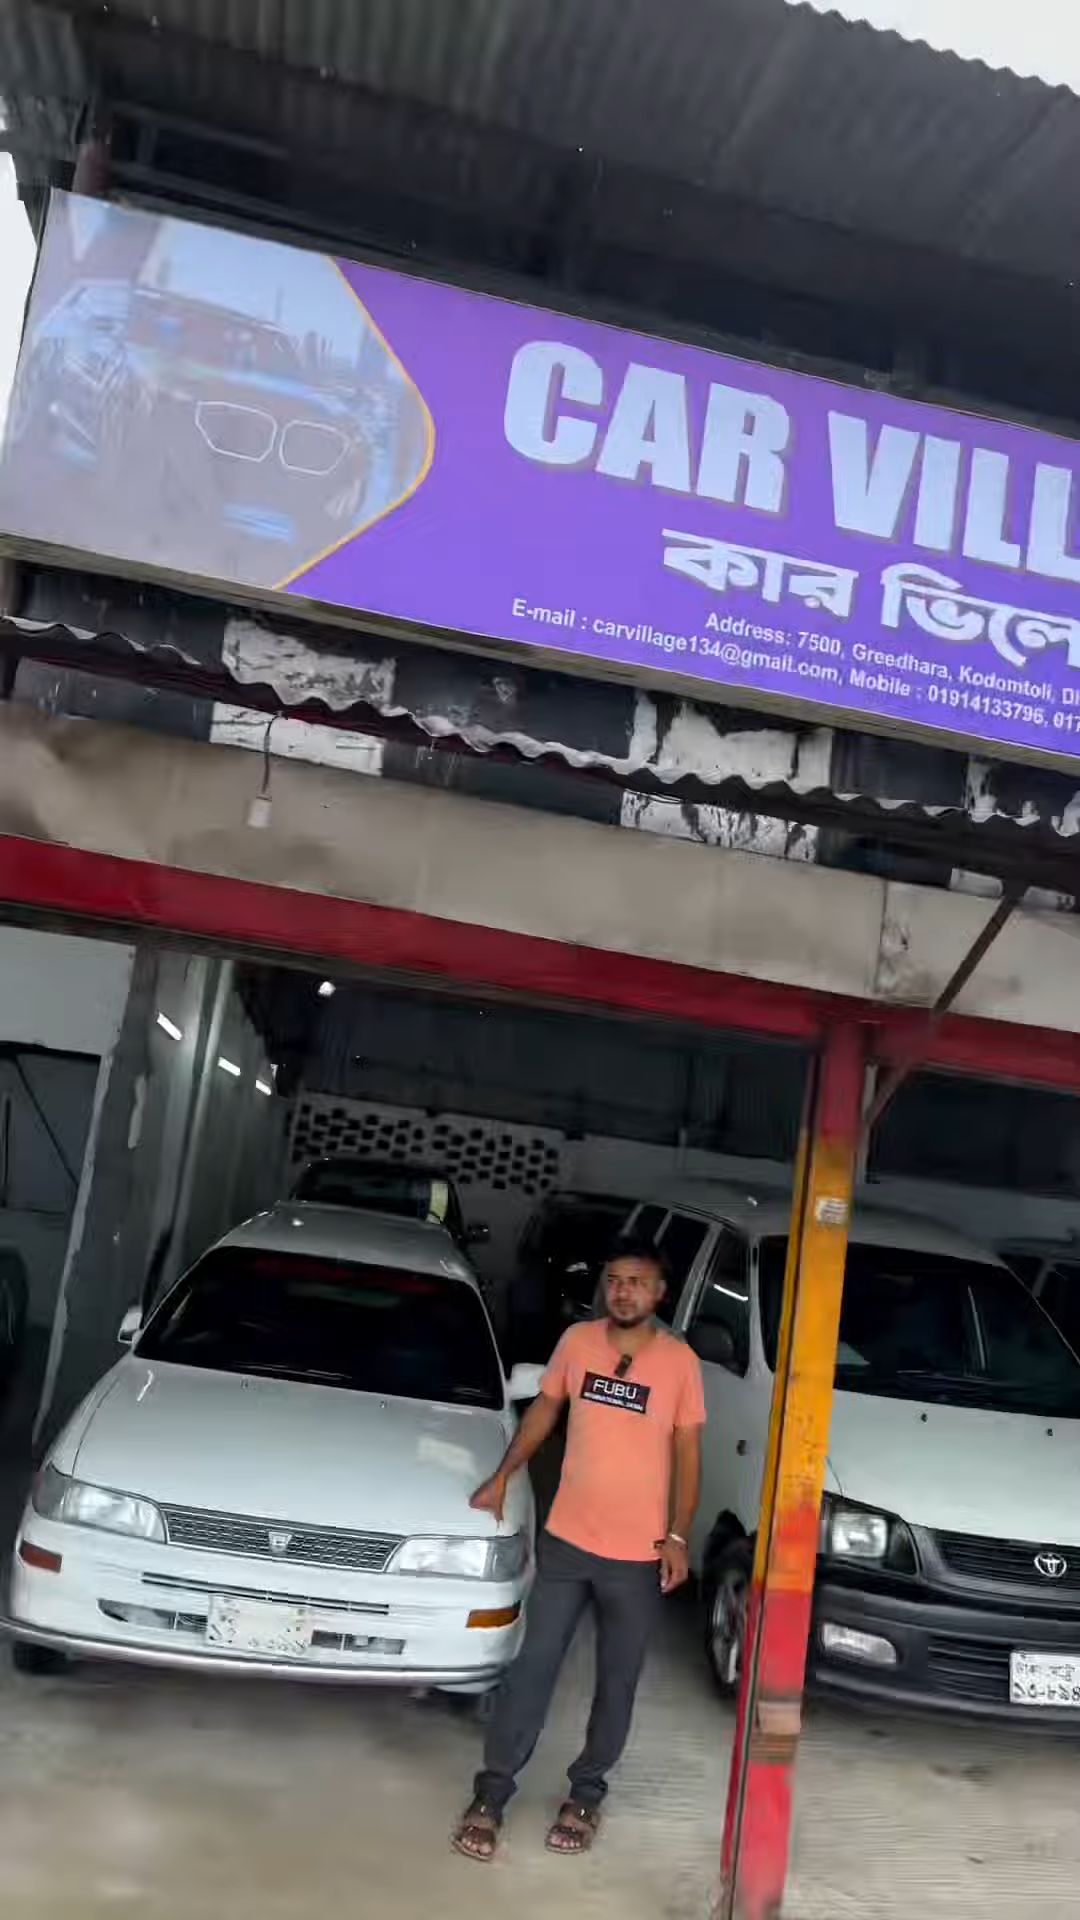 CAR VILL
কার ভিলে
Address: 7500, Greedhara, Kodomtoli, Dh
E-mail : carvillage134@gmail.com, Mobile : 01914133796, 017
FUBU